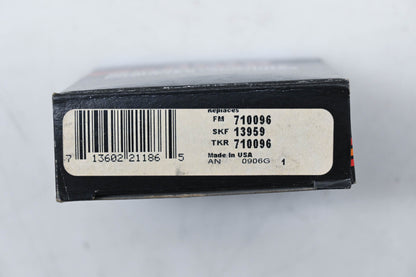 Replaces
FM 710096
SKF 13959
TKR 710096
Made In USA
AN 0906G 1
7 13602 21186 5